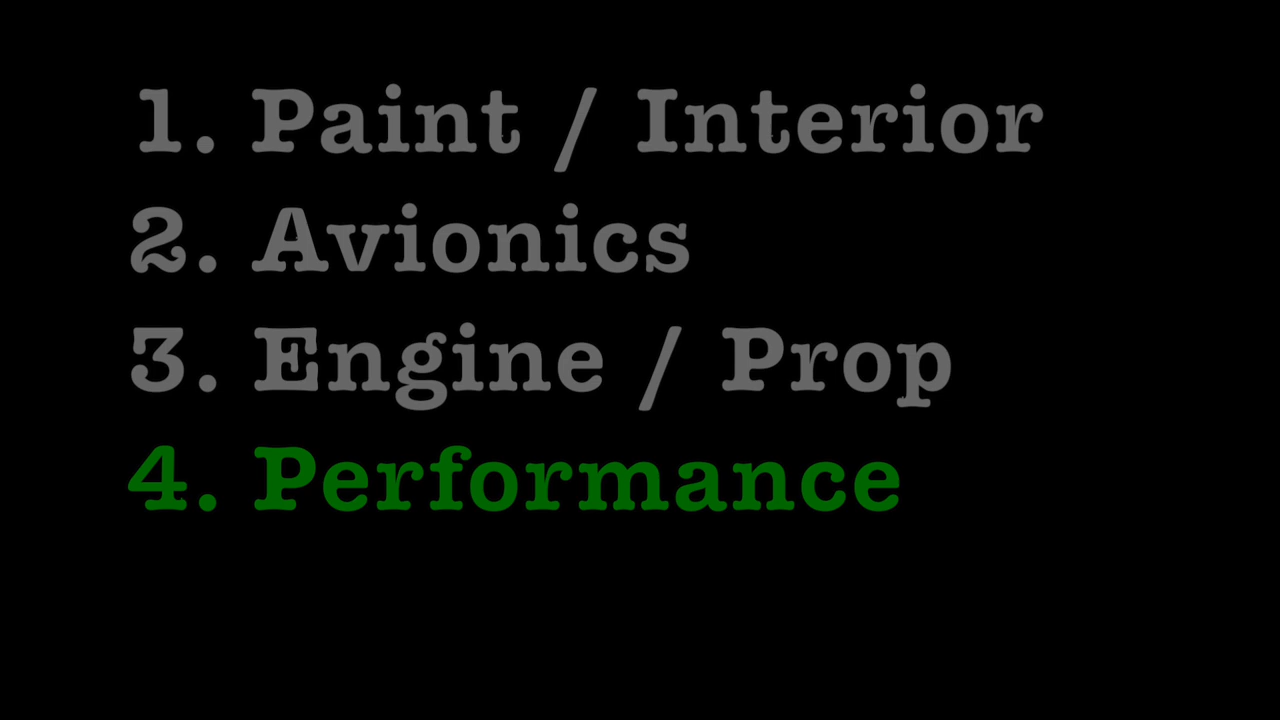 1. Paint / Interior
2. Avionics
3. Engine / Prop
4. Performance